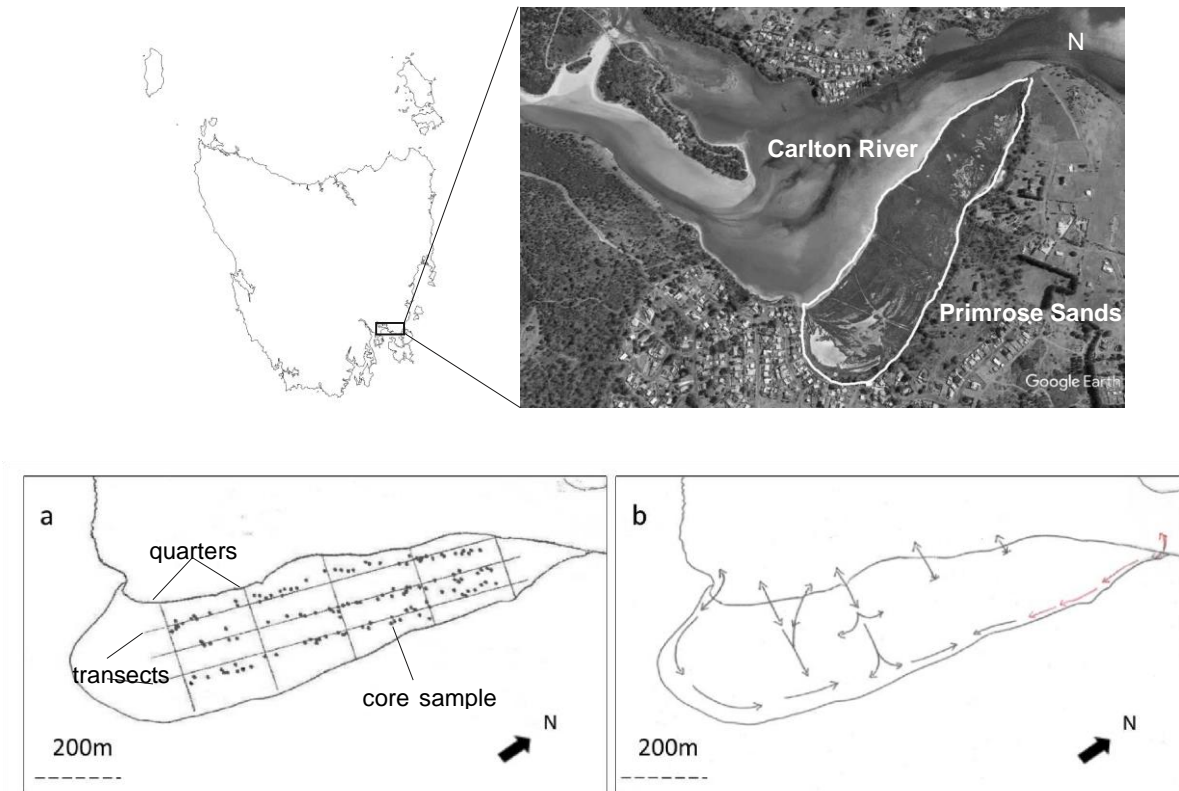 N
Carlton River
Primrose Sands
Google Earth
a
quarters
transects
core sample
N
200m
b
N
200m